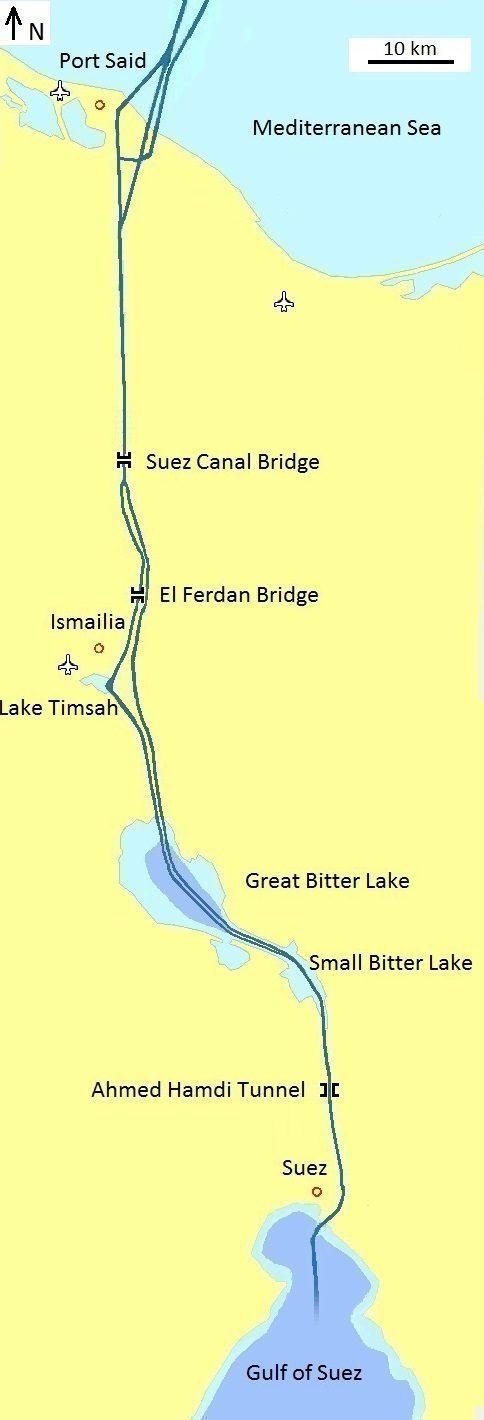 N
Port Said
10 km
Mediterranean Sea
Suez Canal Bridge
El Ferdan Bridge
Ismailia
Lake Timsah
Great Bitter Lake
Small Bitter Lake
Ahmed Hamdi Tunnel
Suez
Gulf of Suez